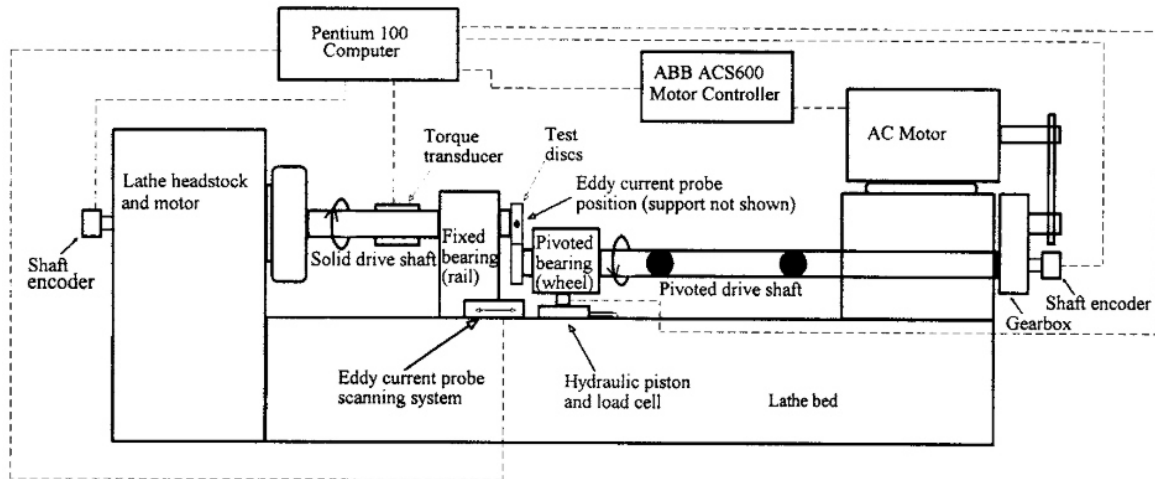 Pentium 100
Computer
ABB ACS600
Motor Controller
AC Motor
Torque
transducer
Test
discs
Eddy current probe
position (support not shown)
Lathe headstock
and motor
Shaft
encoder
Solid drive shaft
Fixed
bearing
(rail)
Pivoted
bearing
(wheel)
Pivoted drive shaft
Shaft encoder
Gearbox
Eddy current probe
scanning system
Hydraulic piston
and load cell
Lathe bed